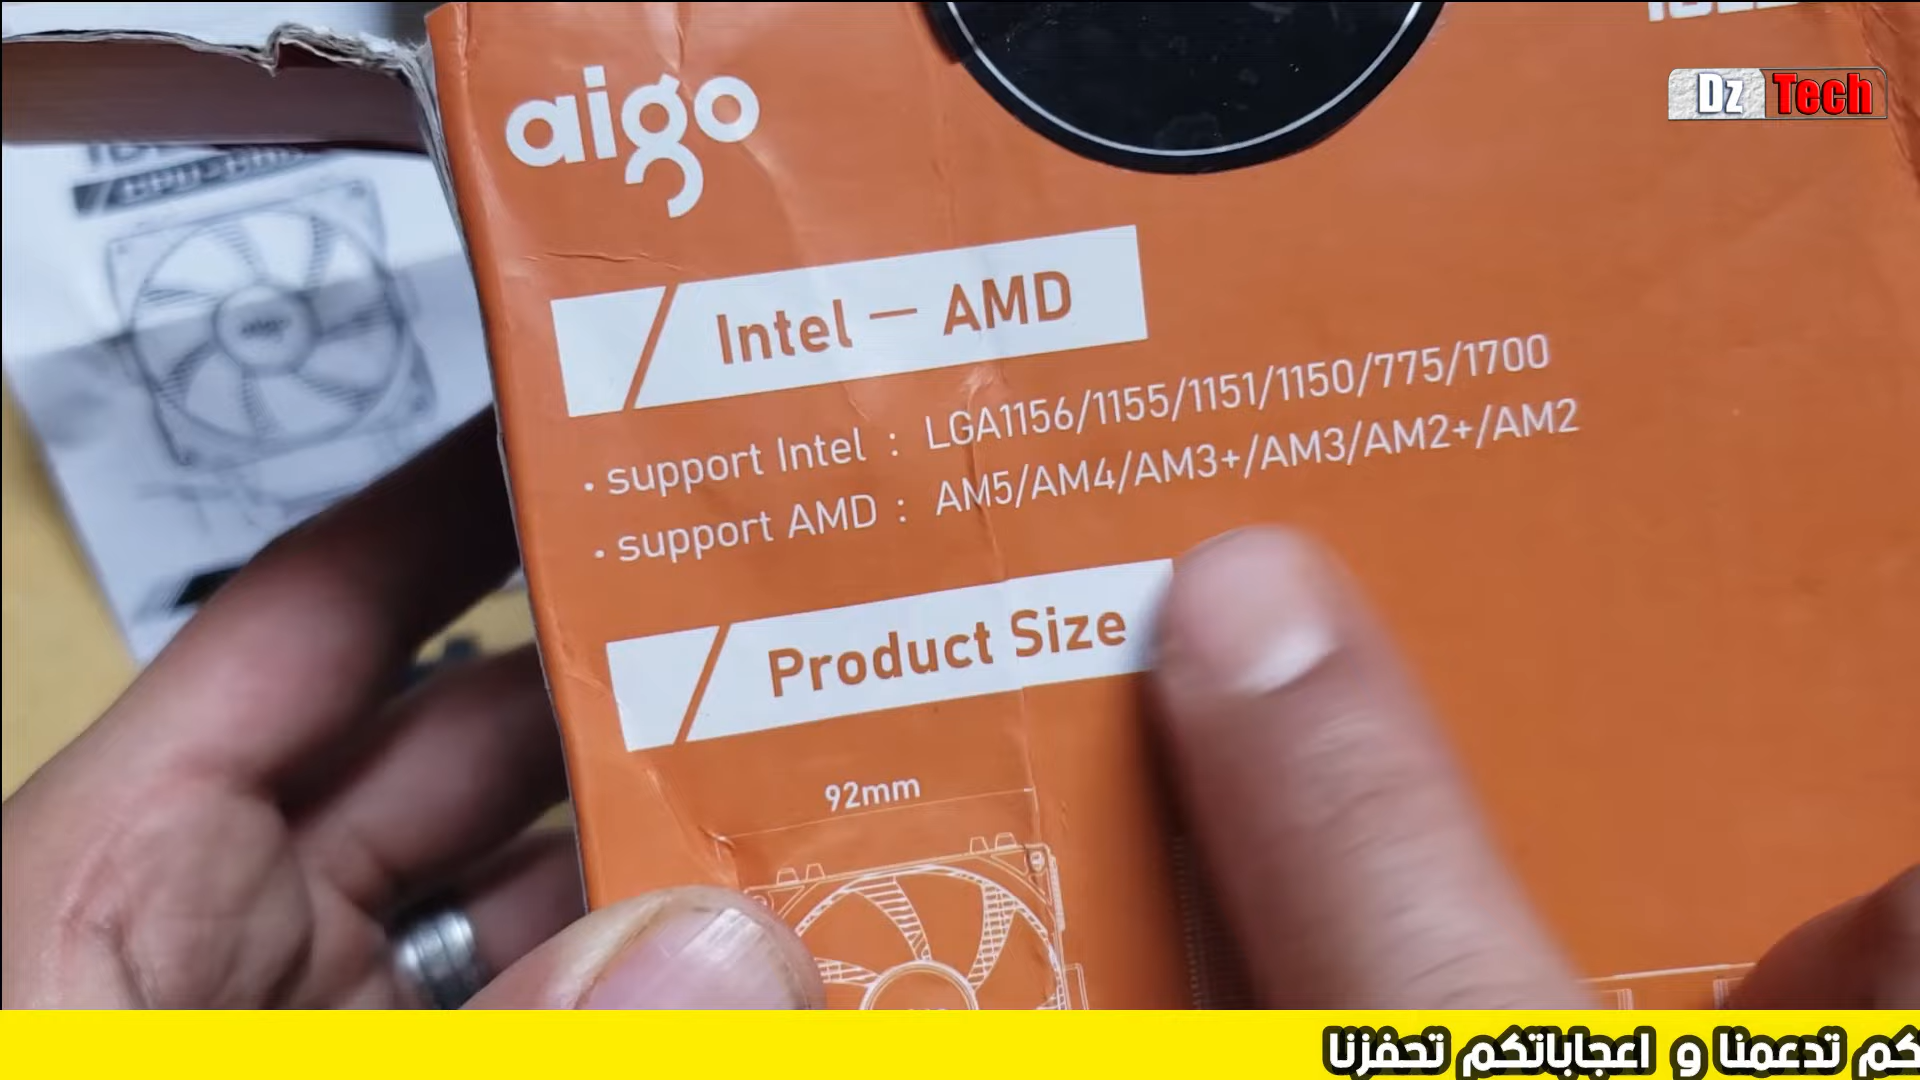 aigo
Dz Tech
Intel — AMD
• support Intel : LGA1156/1155/1151/1150/775/1700
• support AMD : AM5/AM4/AM3+/AM3/AM2+/AM2
Product Size
92mm
aigo
تدعمنا و اعجاباتكم تحفزنا